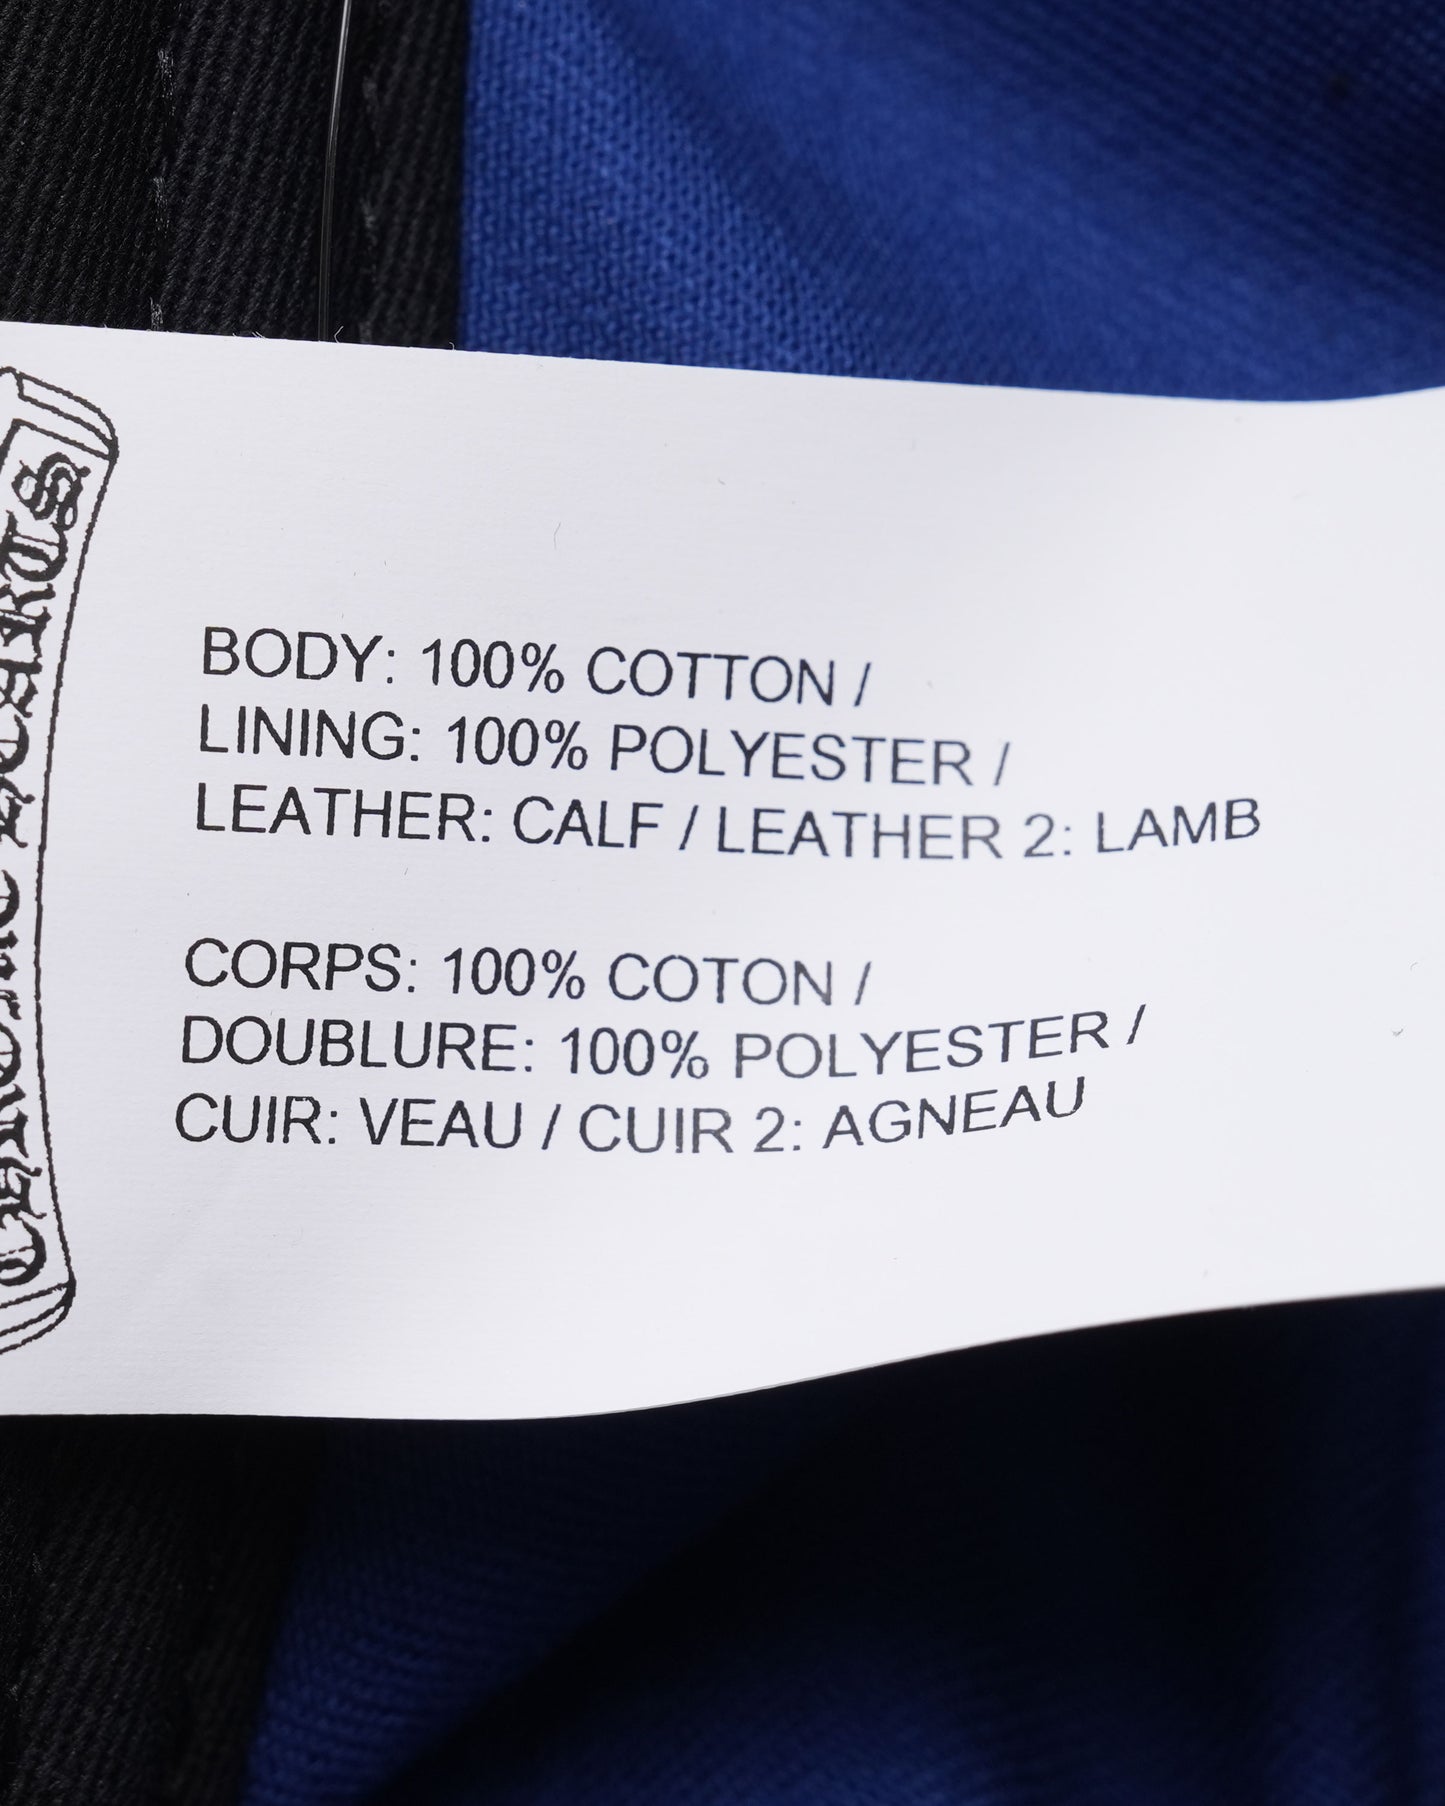 CHROME HEARTS
BODY: 100% COTTON /
LINING: 100% POLYESTER /
LEATHER: CALF / LEATHER 2: LAMB
CORPS: 100% COTON /
DOUBLURE: 100% POLYESTER /
CUIR: VEAU / CUIR 2: AGNEAU